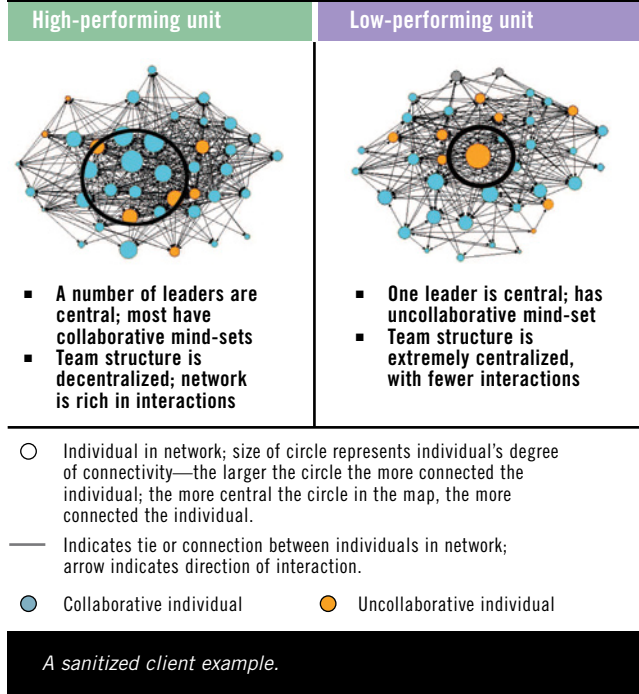 High-performing unit
Low-performing unit
▪ A number of leaders are
central; most have
collaborative mind-sets
▪ Team structure is
decentralized; network
is rich in interactions
▪ One leader is central; has
uncollaborative mind-set
▪ Team structure is
extremely centralized,
with fewer interactions
Individual in network; size of circle represents individual’s degree
of connectivity—the larger the circle the more connected the
individual; the more central the circle in the map, the more
connected the individual.
Indicates tie or connection between individuals in network;
arrow indicates direction of interaction.
Collaborative individual
Uncollaborative individual
A sanitized client example.